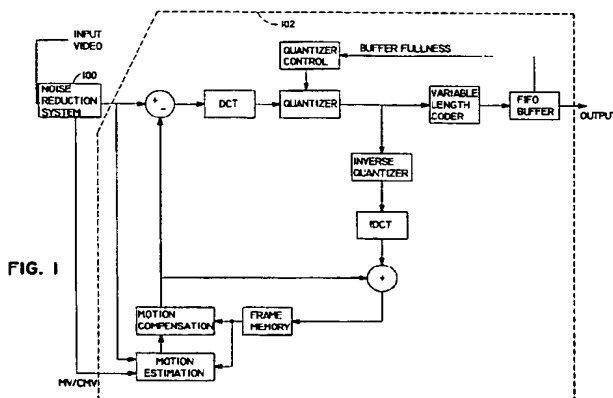 INPUT
VIDEO
100
NOISE
REDUCTION
SYSTEM
102
QUANTIZER
CONTROL
BUFFER FULLNESS
+
-
DCT
QUANTIZER
VARIABLE
LENGTH
CODER
FIFO
BUFFER
OUTPUT
INVERSE
QUANTIZER
IDCT
+
FIG. 1
MOTION
COMPENSATION
FRAME
MEMORY
MOTION
ESTIMATION
MV/CMV